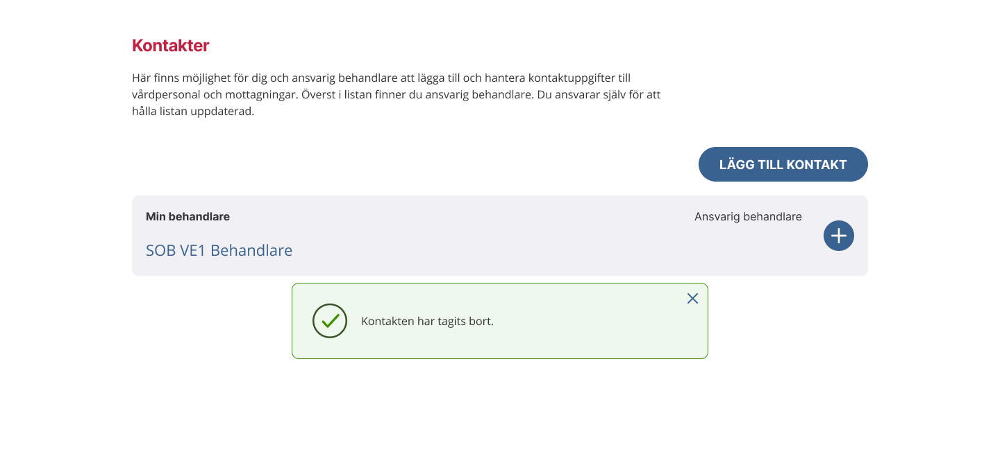 Kontakter
Här finns möjlighet för dig och ansvarig behandlare att lägga till och hantera kontaktuppgifter till
vårdpersonal och mottagningar. Överst i listan finner du ansvarig behandlare. Du ansvarar själv för att
hålla listan uppdaterad.
LÄGG TILL KONTAKT
Min behandlare
Ansvarig behandlare
SOB VE1 Behandlare
Kontakten har tagits bort.